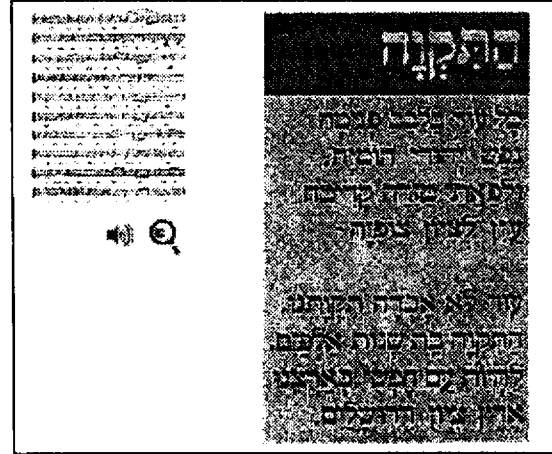 התקוה
כל עוד בלבב פנימה
נפש יהודי הומיה,
ולפאתי מזרח קדימה
עין לציון צופיה-
עוד לא אבדה תקותנו,
התקוה בת שנות אלפים,
להיות עם חפשי בארצנו
ארץ ציון וירושלים.